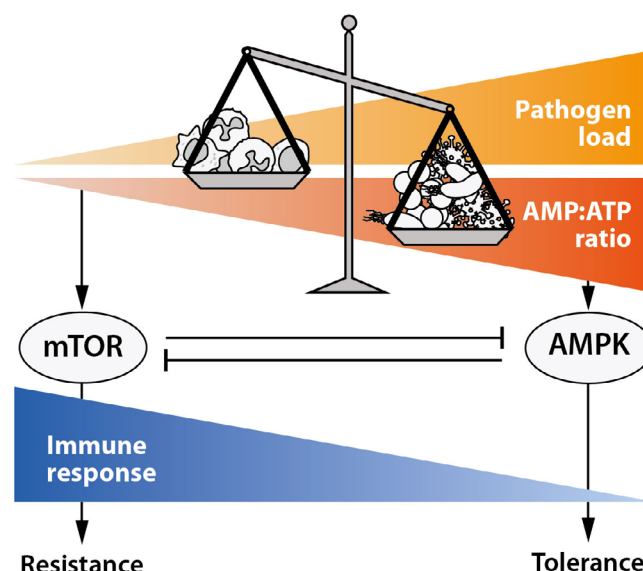 Pathogen
load
AMP:ATP
ratio
mTOR
AMPK
Immune
response
Resistance
Tolerance